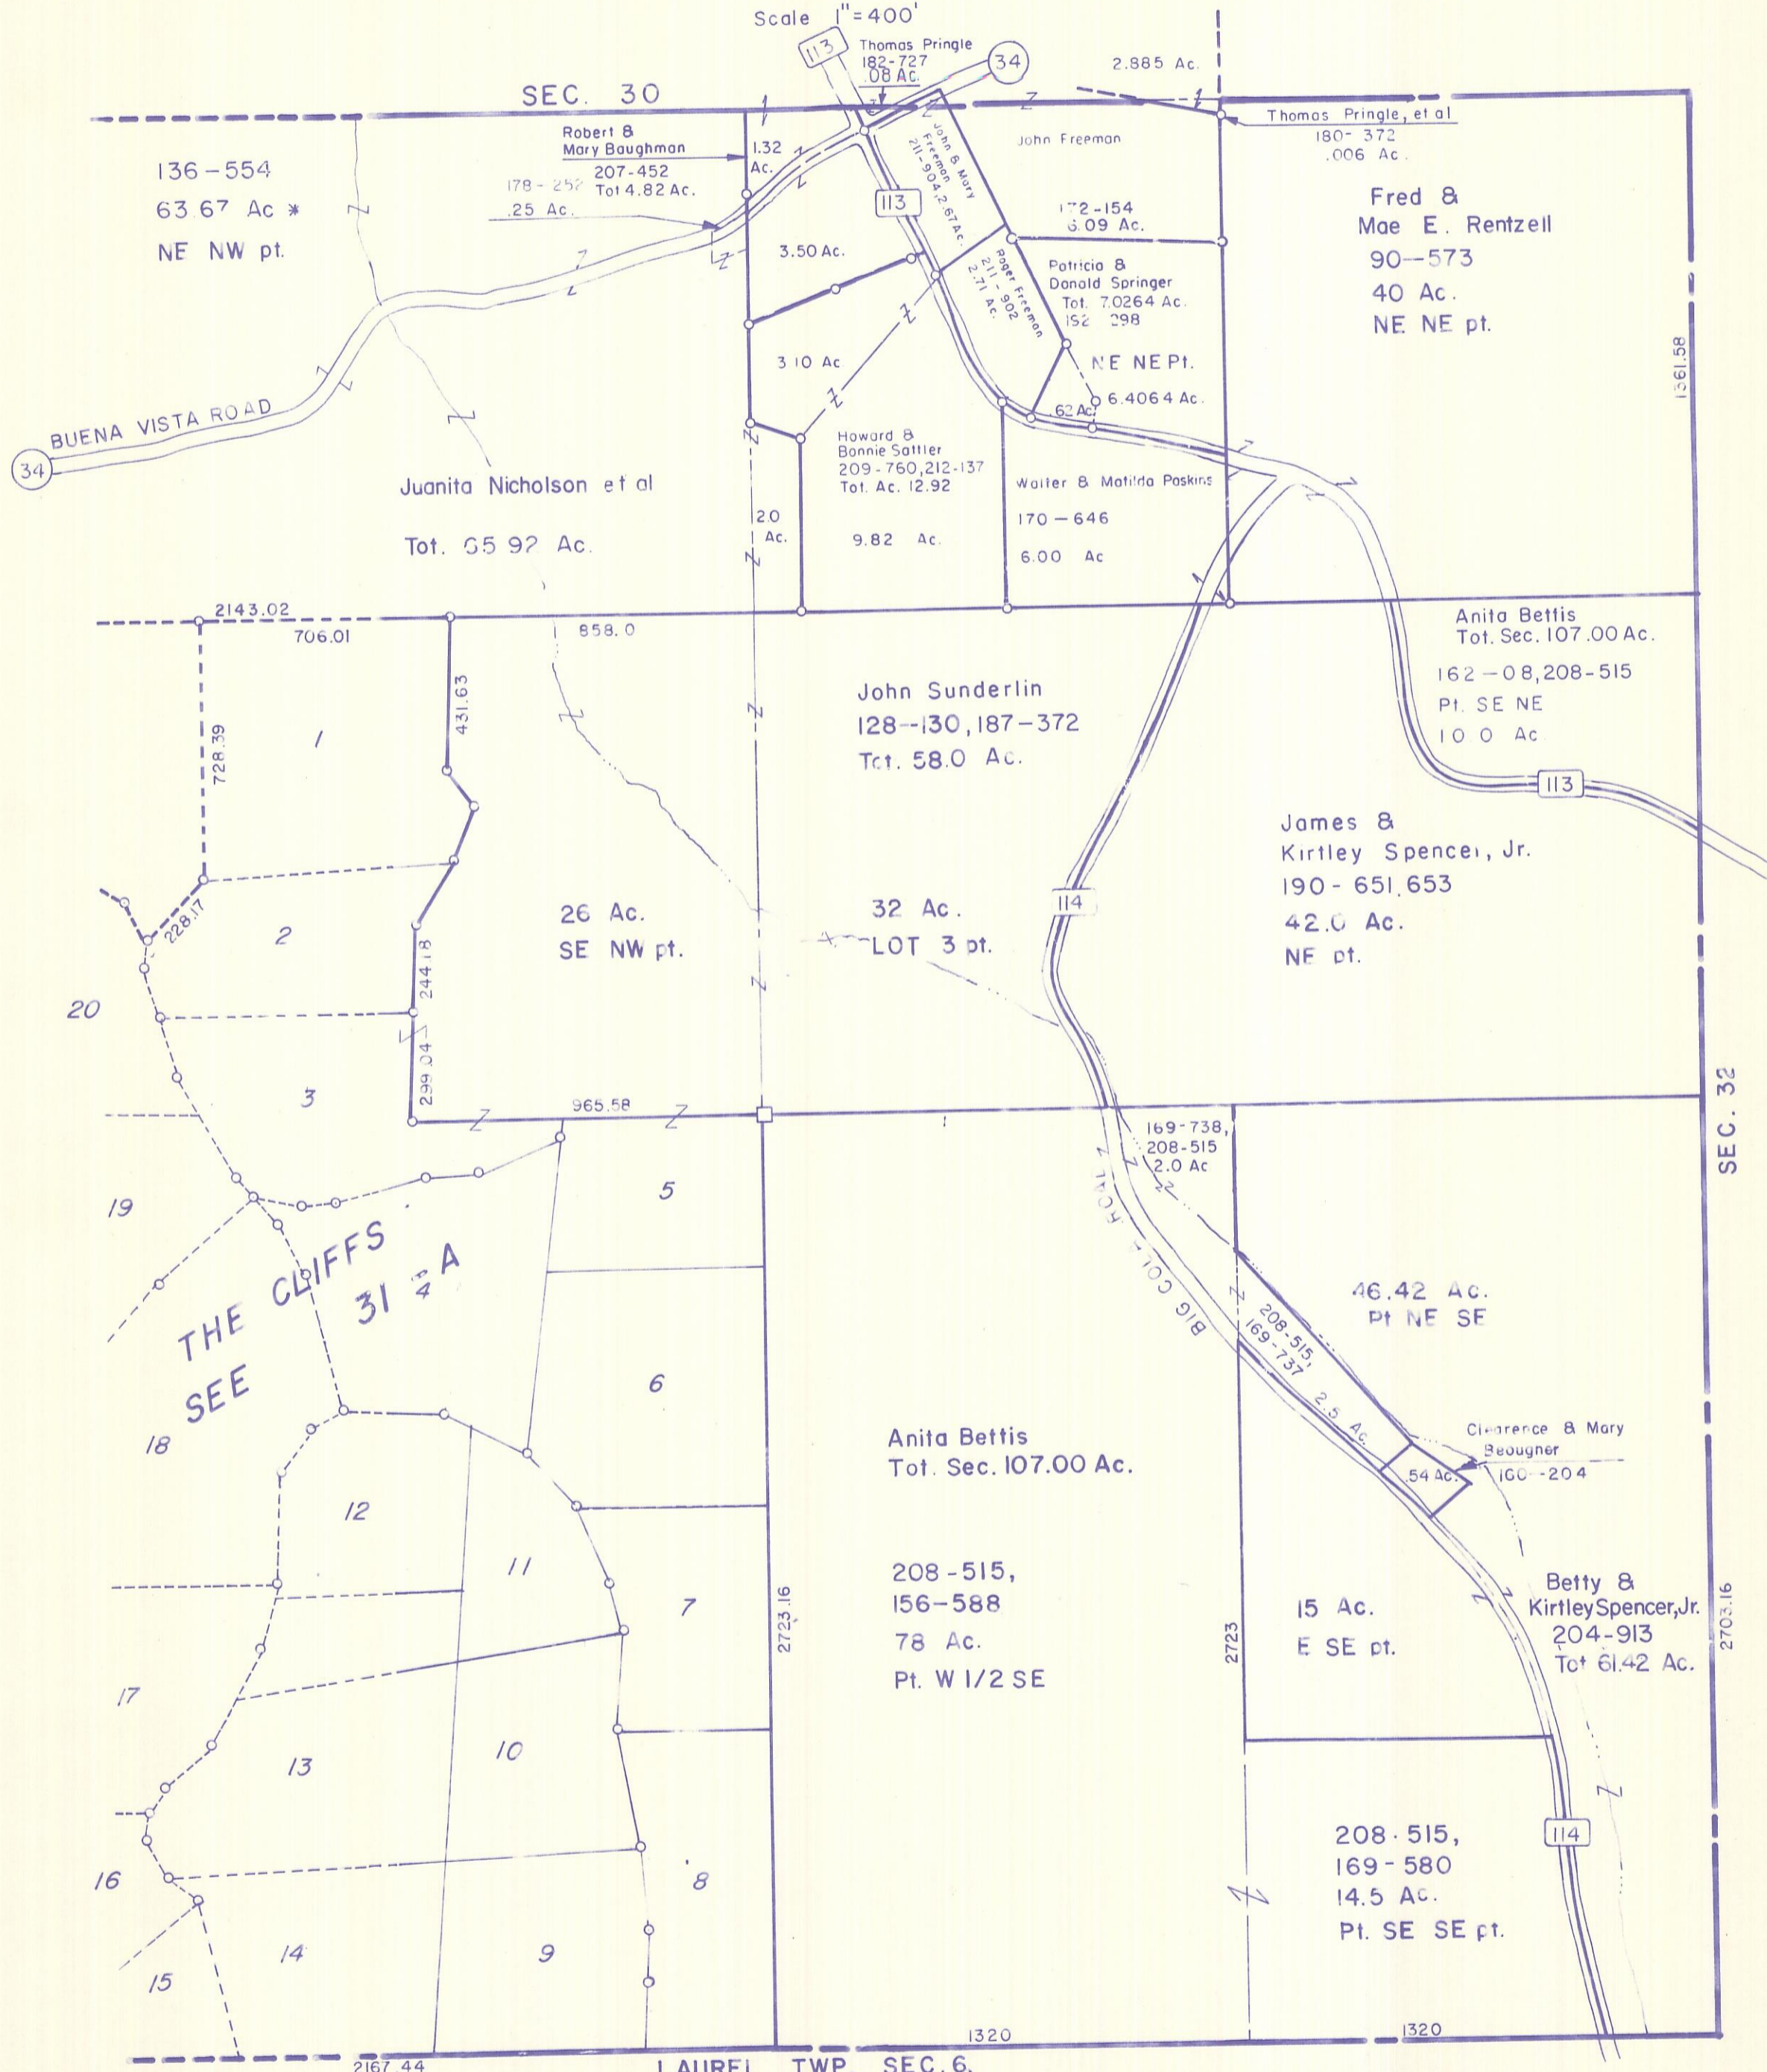 Scale 1"=400'
113
Thomas Pringle
182-727
.08 Ac.
34
2.885 Ac.
SEC. 30
Thomas Pringle, et al
180-372
.006 Ac.
136-554
63.67 Ac *
NE NW pt.
Robert &
Mary Baughman
207-452
Tot 4.82 Ac.
1.32
Ac.
.25 Ac.
John & Mary
Freeman
211-904, 2.67 Ac.
John Freeman
172-154
6.09 Ac.
Fred &
Mae E. Rentzell
90-573
40 Ac.
NE NE pt.
1361.58
113
3.50 Ac.
Roger Freeman
211-902
2.71 Ac.
Patricia &
Donald Springer
Tot. 7.0264 Ac.
NE NE Pt.
6.4064 Ac.
.62 Ac.
3.10 Ac
BUENA VISTA ROAD
34
Juanita Nicholson et al
Tot. 65.92 Ac.
Howard &
Bonnie Sattler
209-760, 212-137
Tot. Ac. 12.92
9.82 Ac.
2.0
Ac.
Walter & Matilda Paskins
170-646
6.00 Ac
2143.02
706.01
858.0
431.63
728.39
1
John Sunderlin
128-130, 187-372
Tot. 58.0 Ac.
Anita Bettis
Tot. Sec. 107.00 Ac.
162-08, 208-515
Pt. SE NE
10.0 Ac
113
James &
Kirtley Spencer, Jr.
190-651,653
42.0 Ac.
NE pt.
228.17
2
244.18
26 Ac.
SE NW pt.
32 Ac.
LOT 3 pt.
114
20
299.04
3
965.58
SEC. 32
169-738,
208-515
2.0 Ac
19
5
BIG COLA ROAD
THE CLIFFS
SEE
31 A
46.42 Ac.
Pt NE SE
208-515,
169-737
2.5 Ac.
6
18
Anita Bettis
Tot. Sec. 107.00 Ac.
Clearence & Mary
Beougher
160-204
.54 Ac.
12
11
7
208-515,
156-588
78 Ac.
Pt. W 1/2 SE
2723.16
2723
15 Ac.
E SE pt.
Betty &
Kirtley Spencer, Jr.
204-913
Tot 61.42 Ac.
2703.16
17
13
10
208-515,
169-580
14.5 Ac.
Pt. SE SE pt.
114
16
8
14
9
15
1320
1320
2167.44
LAUREL TWP. SEC. 6.